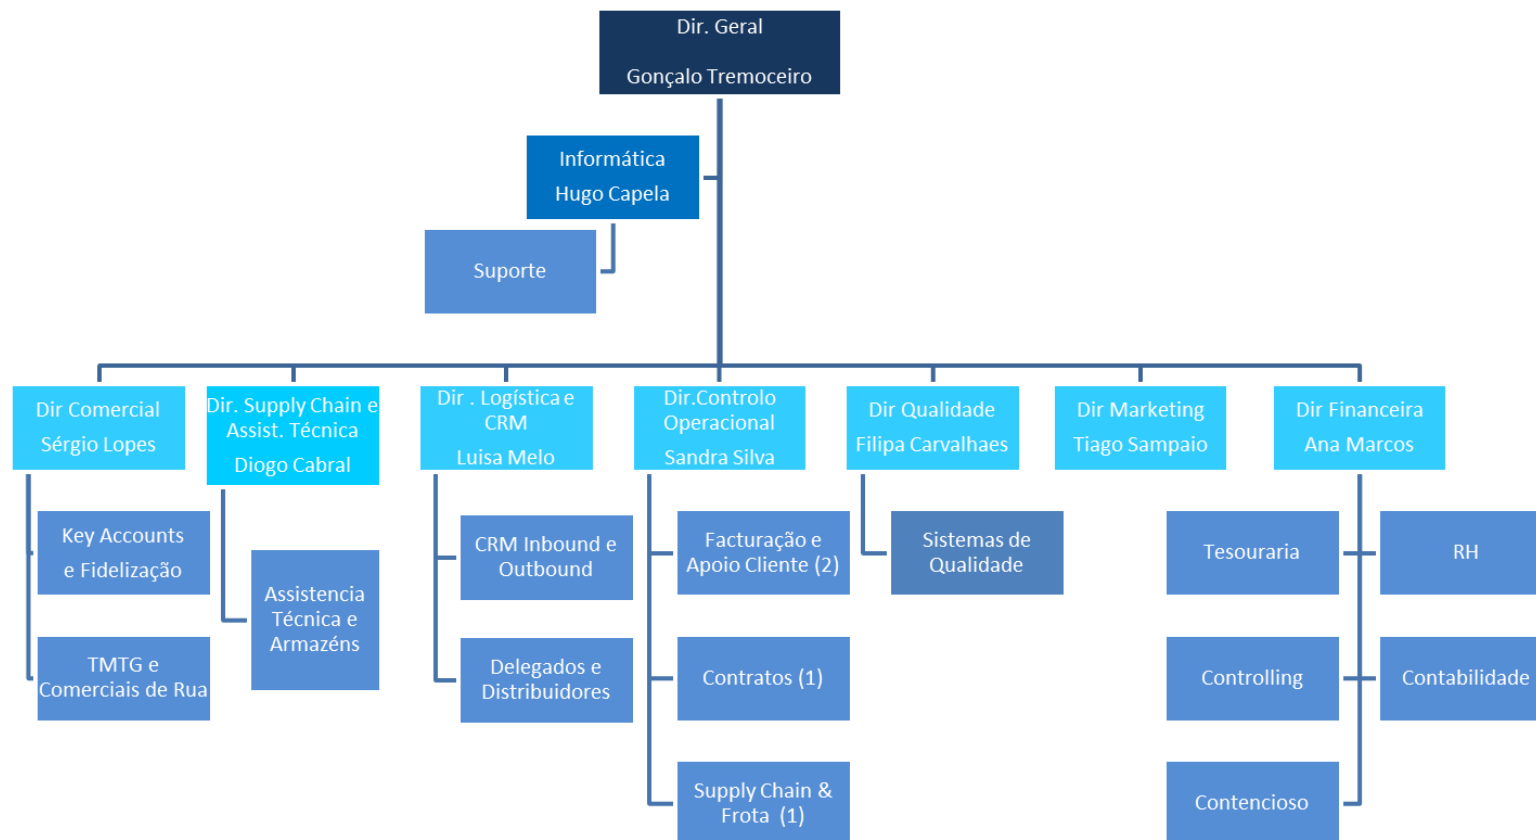 Dir. Geral
Gonçalo Tremoceiro
Informática
Hugo Capela
Suporte
Dir Comercial
Sérgio Lopes
Dir. Supply Chain e
Assist. Técnica
Diogo Cabral
Dir . Logística e
CRM
Luisa Melo
Dir.Controlo
Operacional
Sandra Silva
Dir Qualidade
Filipa Carvalhaes
Dir Marketing
Tiago Sampaio
Dir Financeira
Ana Marcos
Key Accounts
e Fidelização
TMTG e
Comerciais de Rua
Assistencia
Técnica e
Armazéns
CRM Inbound e
Outbound
Delegados e
Distribuidores
Facturação e
Apoio Cliente (2)
Contratos (1)
Supply Chain &
Frota  (1)
Sistemas de
Qualidade
Tesouraria
RH
Controlling
Contabilidade
Contencioso